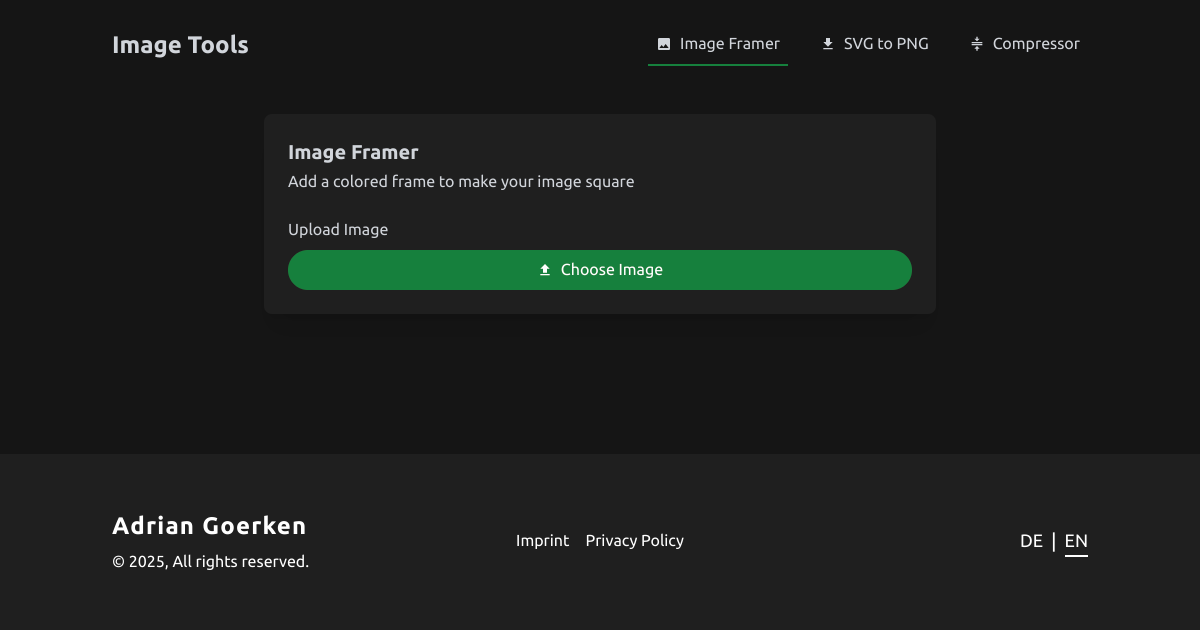 Image Tools
Image Framer
SVG to PNG
Compressor
Image Framer
Add a colored frame to make your image square
Upload Image
Choose Image
Adrian Goerken
© 2025, All rights reserved.
Imprint
Privacy Policy
DE | EN